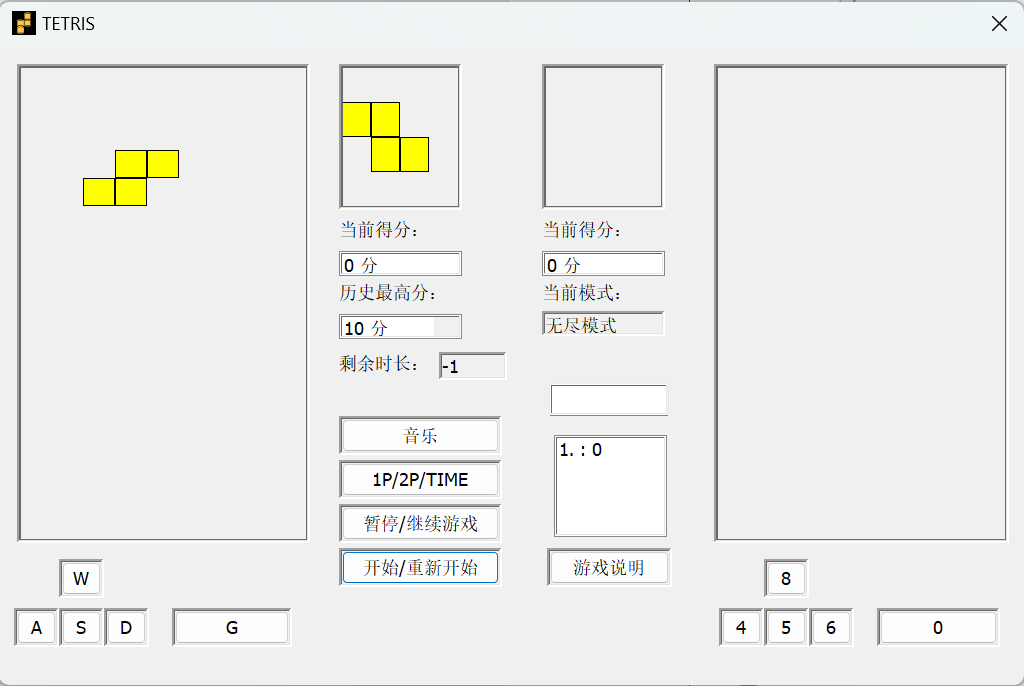 TETRIS
当前得分：
0 分
历史最高分：
10 分
剩余时长： -1
当前得分：
0 分
当前模式：
无尽模式
音乐
1P/2P/TIME
暂停/继续游戏
开始/重新开始
1. : 0
游戏说明
W
A S D G
8
4 5 6 0